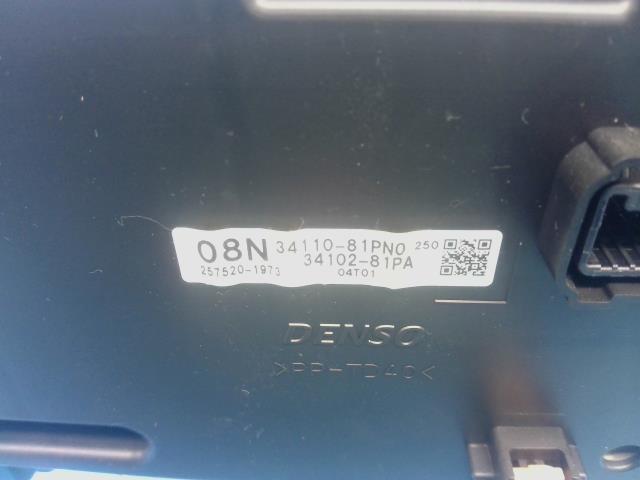 08N 34110-81PN0 250
34102-81PA
257520-1973 04T01
DENSO
>PP-TD40<